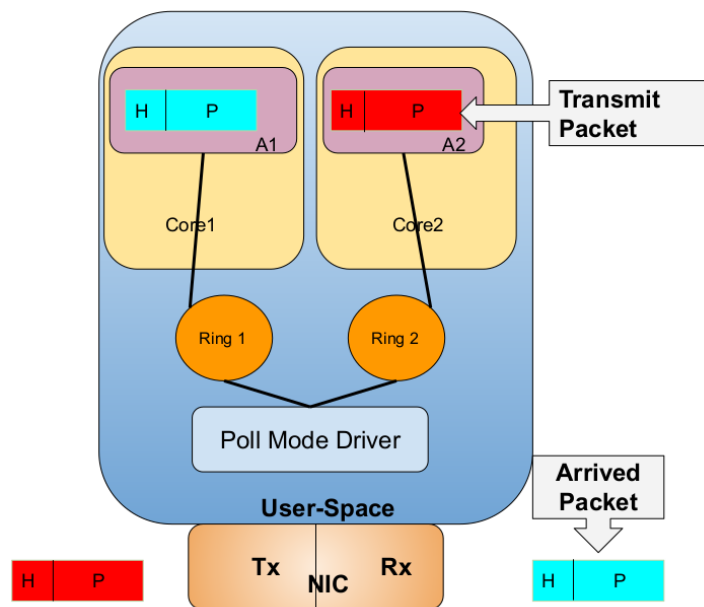 H P
A1
H P
A2
Transmit
Packet
Core1
Core2
Ring 1
Ring 2
Poll Mode Driver
User-Space
Arrived
Packet
Tx
NIC
Rx
H P
H P